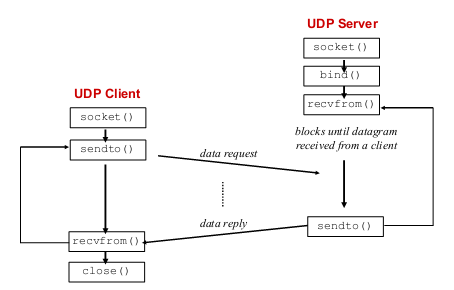 UDP Server
socket()
bind()
recvfrom()
blocks until datagram
received from a client
UDP Client
socket()
sendto()
data request
data reply
sendto()
recvfrom()
close()